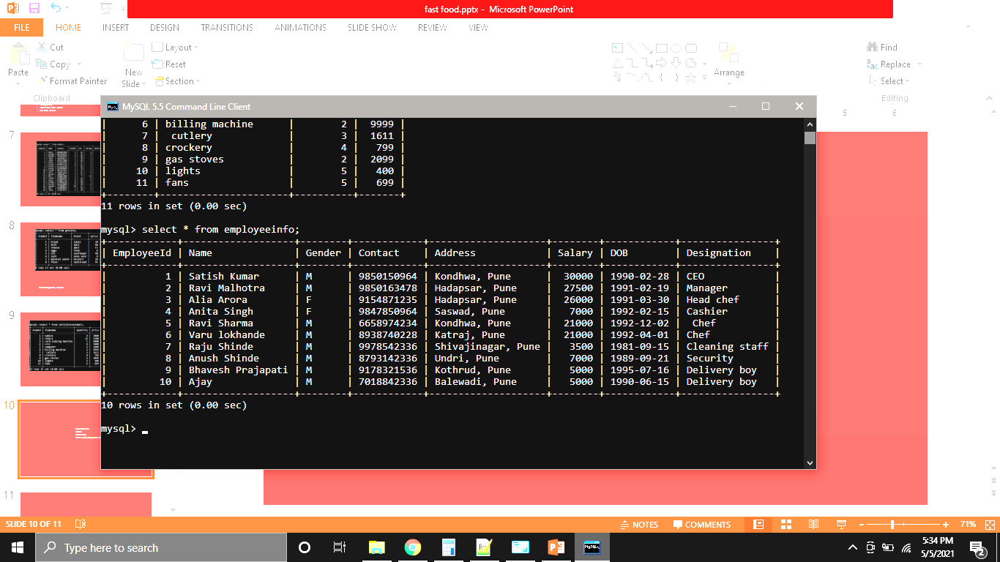 fast food.pptx - Microsoft PowerPoint
FILE HOME INSERT DESIGN TRANSITIONS ANIMATIONS SLIDE SHOW REVIEW VIEW
Cut
Copy
Format Painter
Paste
Clipboard
New
Slide
Layout
Reset
Section
Arrange
Find
Replace
Select
Editing
5 6
MySQL 5.5 Command Line Client
| 6 | billing machine | 2 | 9999 |
| 7 |  cutlery | 3 | 1611 |
| 8 | crockery | 4 | 799 |
| 9 | gas stoves | 2 | 2099 |
| 10 | lights | 5 | 400 |
| 11 | fans | 5 | 699 |
11 rows in set (0.00 sec)
mysql> select * from employeeinfo;
| EmployeeId | Name | Gender | Contact | Address | Salary | DOB | Designation |
| 1 | Satish Kumar | M | 9850150964 | Kondhwa, Pune | 30000 | 1990-02-28 | CEO |
| 2 | Ravi Malhotra | M | 9850163478 | Hadapsar, Pune | 27500 | 1991-02-19 | Manager |
| 3 | Alia Arora | F | 9154871235 | Hadapsar, Pune | 26000 | 1991-03-30 | Head chef |
| 4 | Anita Singh | F | 9847850964 | Saswad, Pune | 7000 | 1992-02-15 | Cashier |
| 5 | Ravi Sharma | M | 6658974234 | Kondhwa, Pune | 21000 | 1992-12-02 |  Chef |
| 6 | Varu lokhande | M | 8938740228 | Katraj, Pune | 21000 | 1992-04-01 | Chef |
| 7 | Raju Shinde | M | 9978542336 | Shivajinagar, Pune | 3500 | 1981-09-15 | Cleaning staff |
| 8 | Anush Shinde | M | 8793142336 | Undri, Pune | 7000 | 1989-09-21 | Security |
| 9 | Bhavesh Prajapati | M | 9178321536 | Kothrud, Pune | 5000 | 1995-07-16 | Delivery boy |
| 10 | Ajay | M | 7018842336 | Balewadi, Pune | 5000 | 1990-06-15 | Delivery boy |
10 rows in set (0.00 sec)
mysql>
7
8
9
10
11
SLIDE 10 OF 11 NOTES COMMENTS 71%
Type here to search
MySQL
5:34 PM
5/5/2021
2